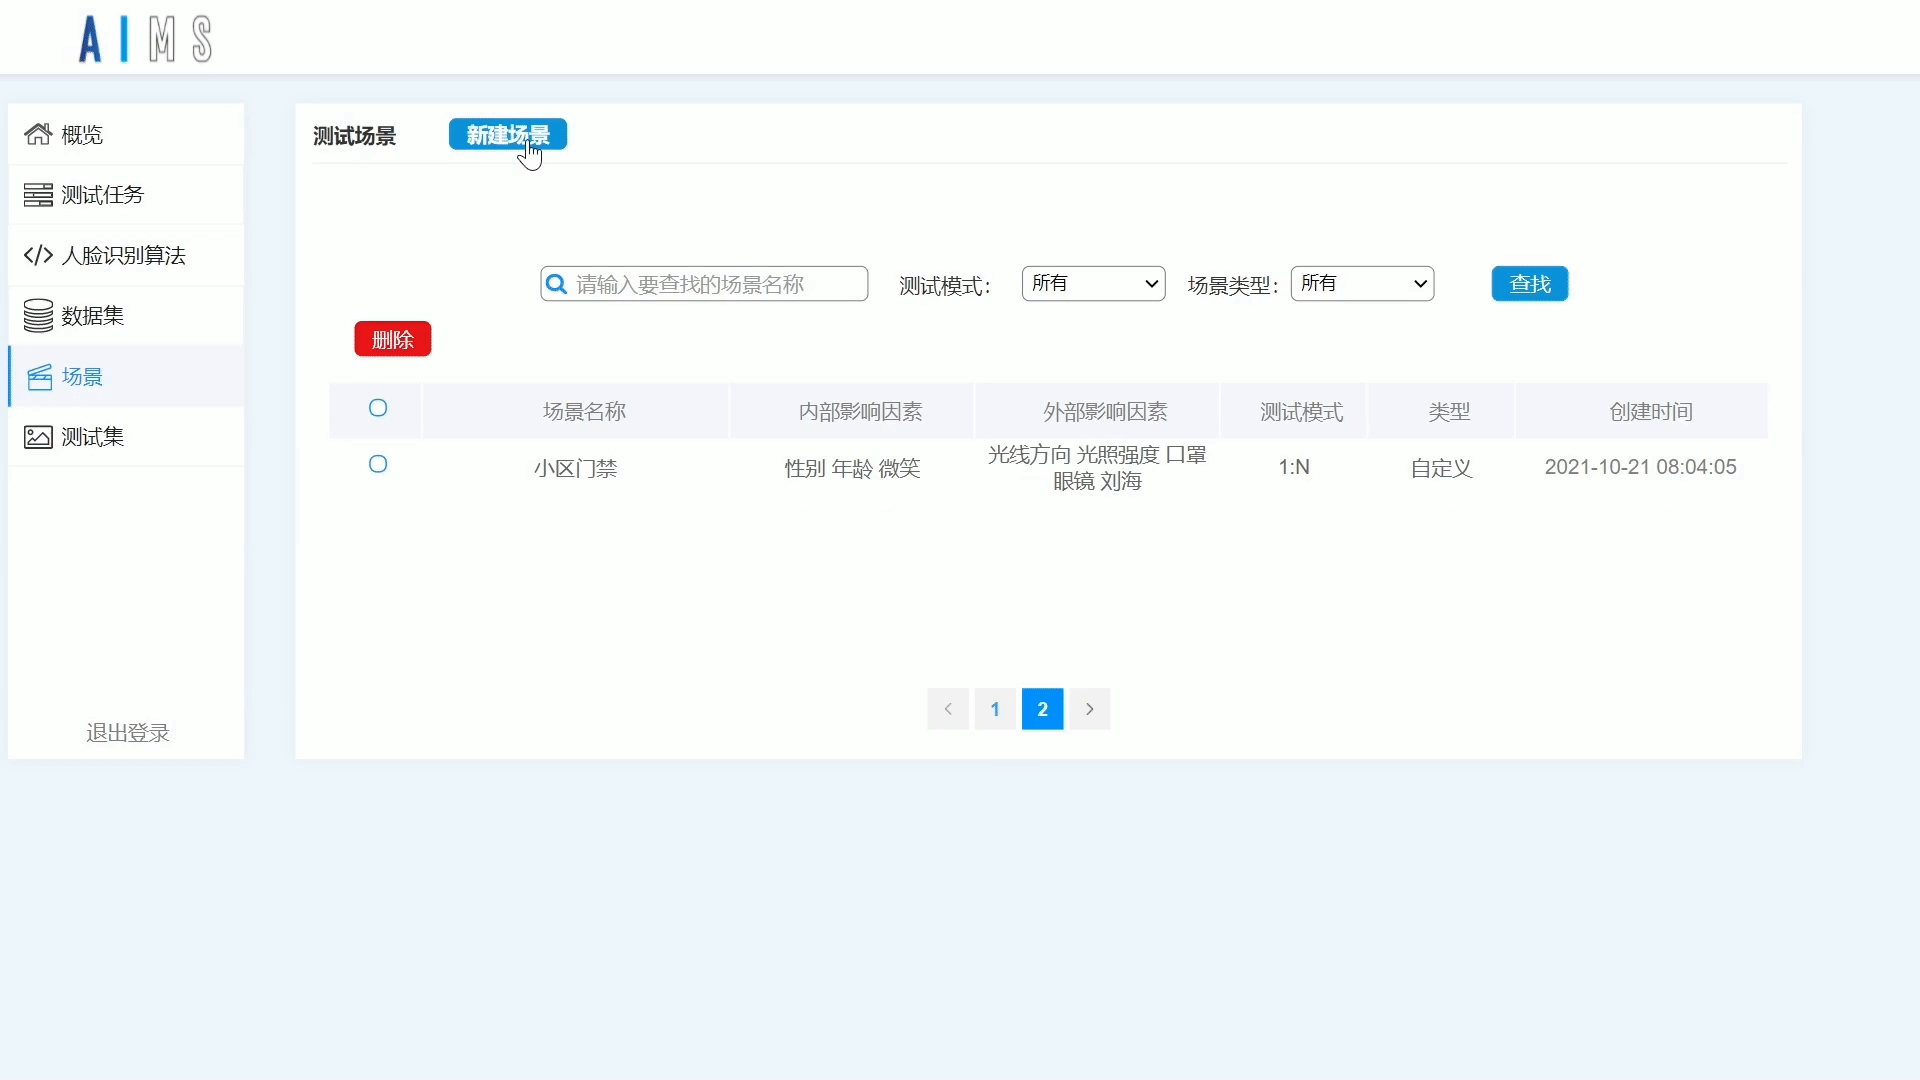 AIMS
概览
测试任务
人脸识别算法
数据集
场景
测试集
退出登录
测试场景 新建场景
请输入要查找的场景名称 测试模式： 所有 场景类型： 所有 查找
删除
场景名称 内部影响因素 外部影响因素 测试模式 类型 创建时间
小区门禁 性别 年龄 微笑 光线方向 光照强度 口罩 1:N 自定义 2021-10-21 08:04:05
眼镜 刘海
< 1 2 >